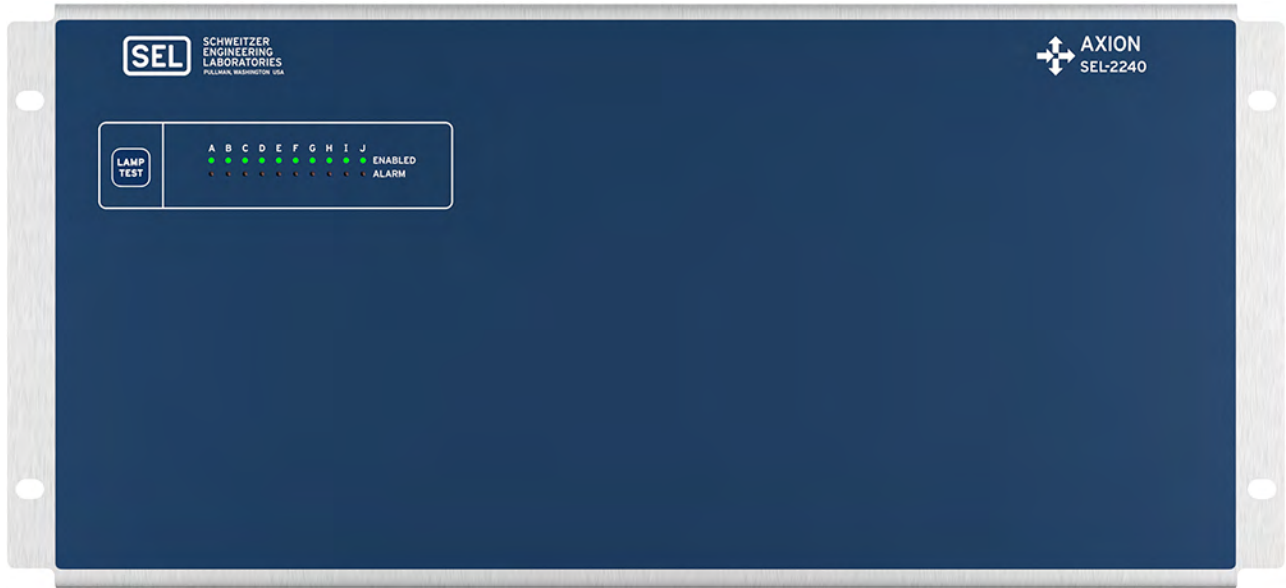 SEL
SCHWEITZER
ENGINEERING
LABORATORIES
PULLMAN, WASHINGTON USA
AXION
SEL-2240
LAMP
TEST
A B C D E F G H I J
ENABLED
ALARM